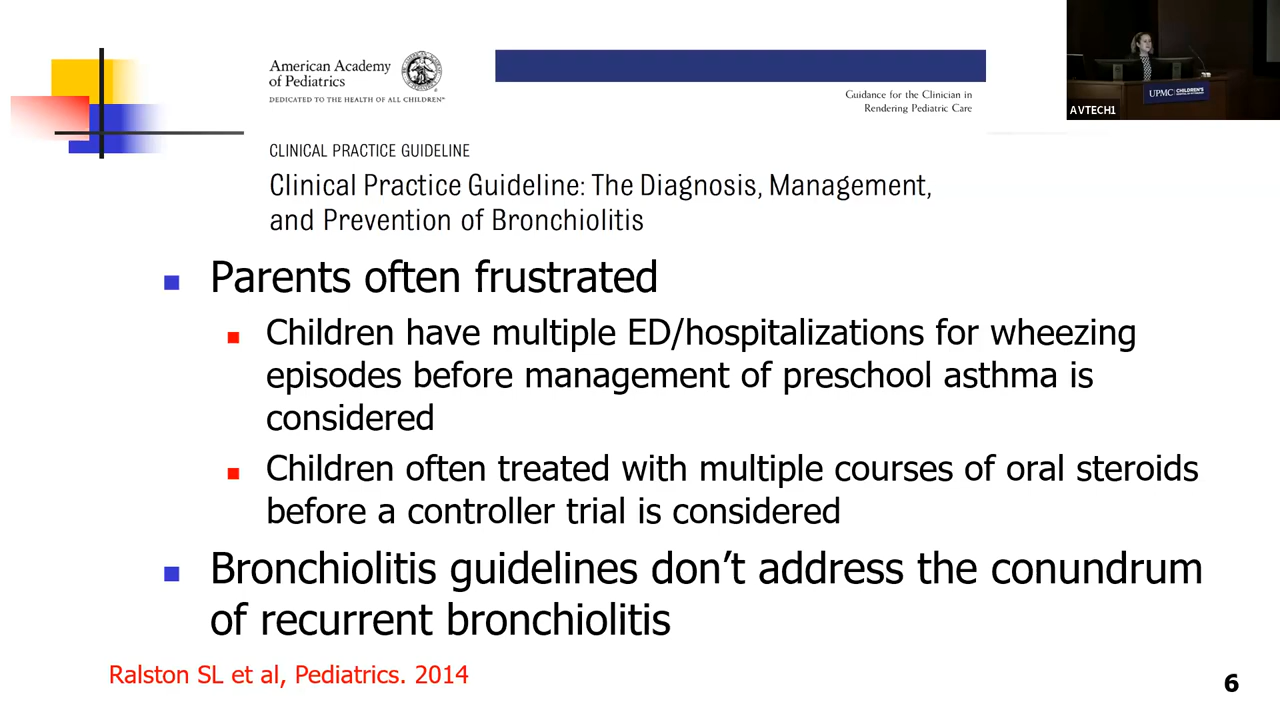 American Academy
of Pediatrics
DEDICATED TO THE HEALTH OF ALL CHILDREN™
Guidance for the Clinician in
Rendering Pediatric Care
UPMC CHILDREN'S
AVTECH1
CLINICAL PRACTICE GUIDELINE
Clinical Practice Guideline: The Diagnosis, Management,
and Prevention of Bronchiolitis
Parents often frustrated
Children have multiple ED/hospitalizations for wheezing
episodes before management of preschool asthma is
considered
Children often treated with multiple courses of oral steroids
before a controller trial is considered
Bronchiolitis guidelines don’t address the conundrum
of recurrent bronchiolitis
Ralston SL et al, Pediatrics. 2014
6